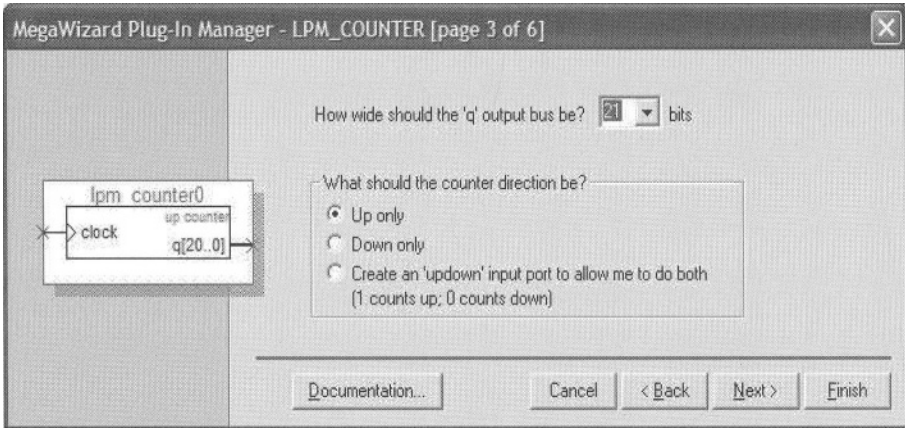 MegaWizard Plug-In Manager - LPM_COUNTER [page 3 of 6]
How wide should the 'q' output bus be? 21 bits
What should the counter direction be?
Up only
Down only
Create an 'updown' input port to allow me to do both
(1 counts up; 0 counts down)
lpm_counter0
up counter
clock
q[20..0]
Documentation...
Cancel
< Back
Next >
Finish